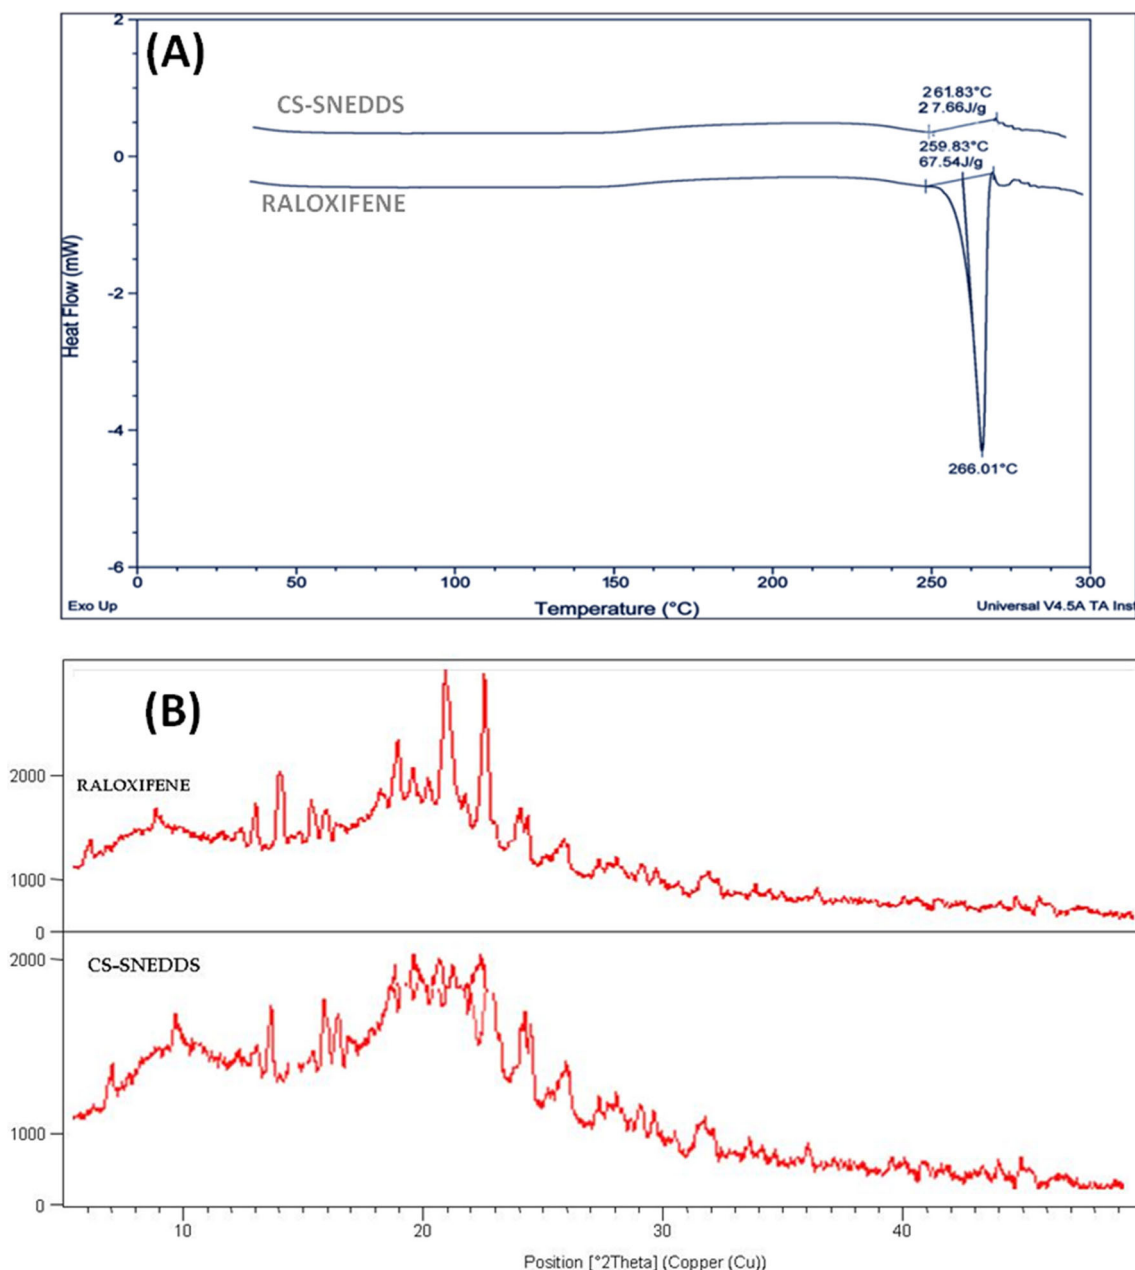 (A)
2
CS-SNEDDS
261.83°C
27.66J/g
0
259.83°C
67.54J/g
RALOXIFENE
Heat Flow (mW)
-2
-4
266.01°C
-6
0 50 100 150 200 250 300
Exo Up Temperature (°C) Universal V4.5A TA Inst
(B)
2000
RALOXIFENE
1000
0
2000
CS-SNEDDS
1000
0
10 20 30 40
Position [°2Theta] (Copper (Cu))